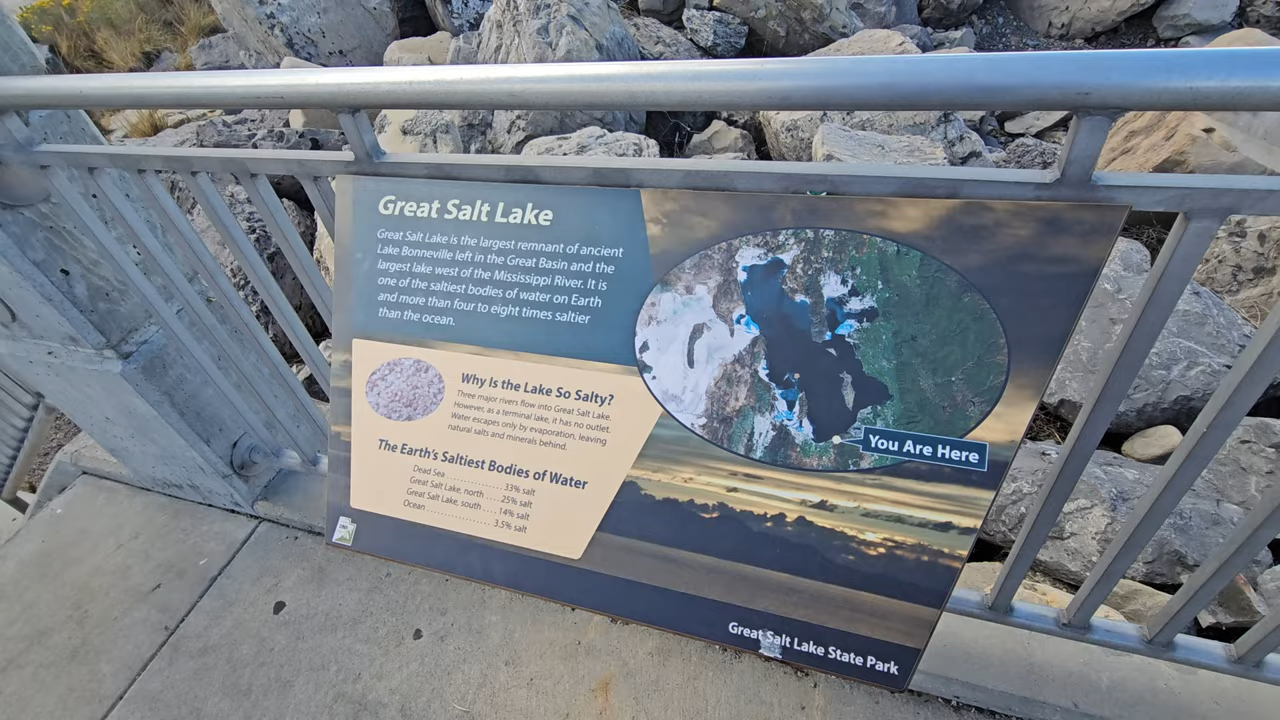 Great Salt Lake
Great Salt Lake is the largest remnant of ancient
Lake Bonneville left in the Great Basin and the
largest lake west of the Mississippi River. It is
one of the saltiest bodies of water on Earth
and more than four to eight times saltier
than the ocean.
Why Is the Lake So Salty?
Three major rivers flow into Great Salt Lake.
However, as a terminal lake, it has no outlet.
Water escapes only by evaporation, leaving
natural salts and minerals behind.
The Earth's Saltiest Bodies of Water
Dead Sea .................... 33% salt
Great Salt Lake, north .... 25% salt
Great Salt Lake, south .... 14% salt
Ocean ...................... 3.5% salt
You Are Here
Great Salt Lake State Park